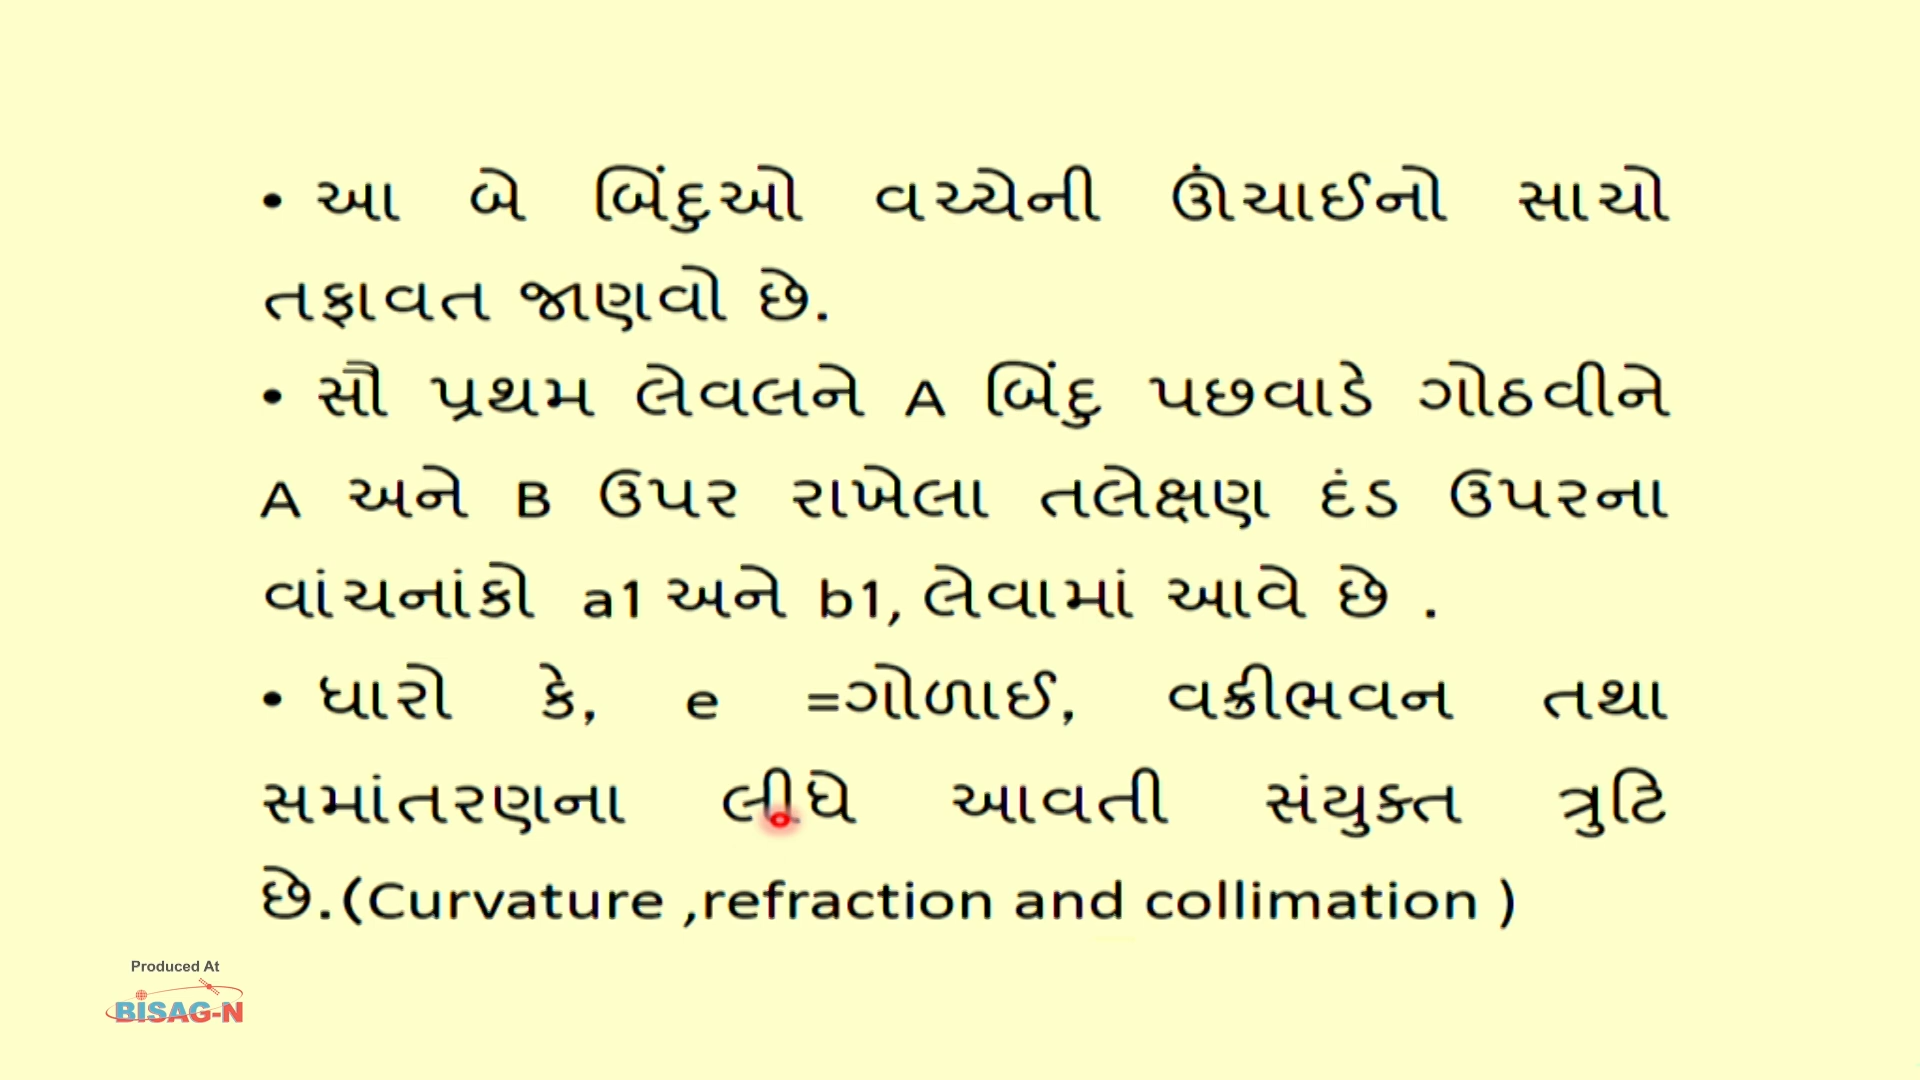 • આ બે બિંદુઓ વચ્ચેની ઊંચાઈનો સાચો
તફાવત જાણવો છે.
• સૌ પ્રથમ લેવલને A બિંદુ પછવાડે ગોઠવીને
A અને B ઉપર રાખેલા તલેક્ષણ દંડ ઉપરના
વાંચનાંકો a1 અને b1, લેવામાં આવે છે .
• ધારો કે, e =ગોળાઈ, વક્રીભવન તથા
સમાંતરણના લીધે આવતી સંયુક્ત ત્રુટિ
છે.(Curvature ,refraction and collimation )
Produced At
BISAG-N